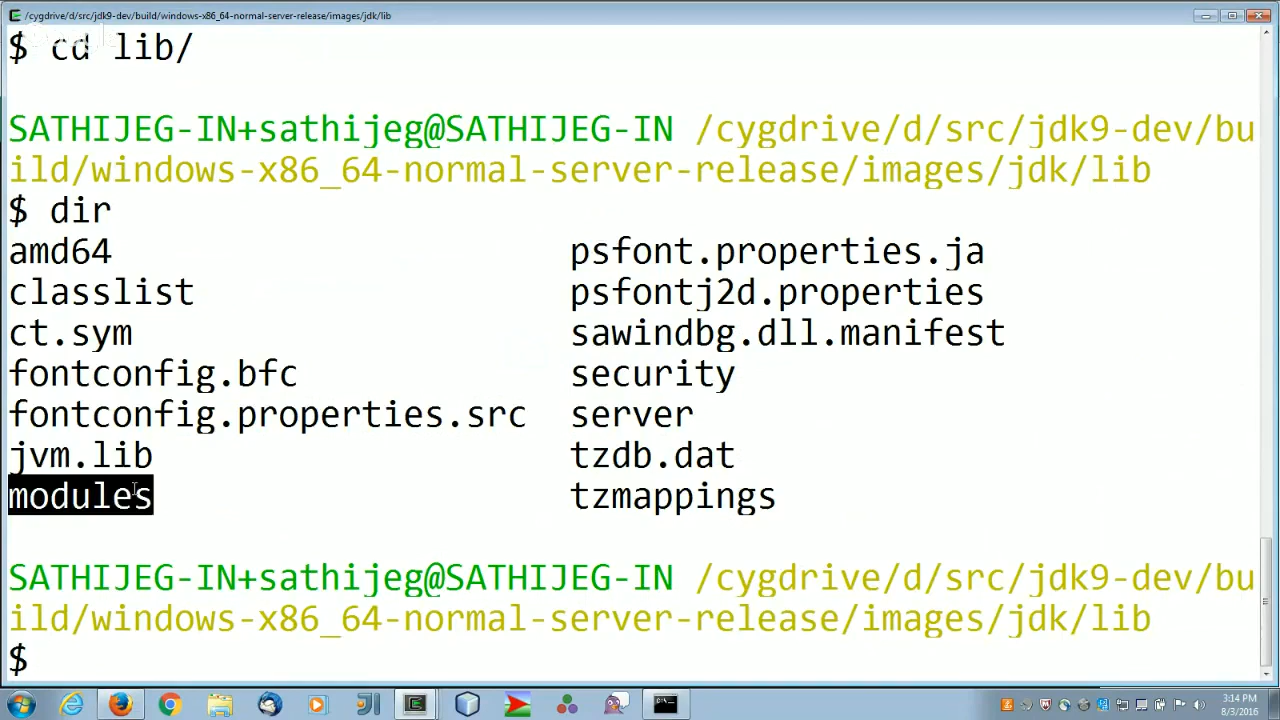 /cygdrive/d/src/jdk9-dev/build/windows-x86_64-normal-server-release/images/jdk/lib
$ cd lib/
SATHIJEG-IN+sathijeg@SATHIJEG-IN /cygdrive/d/src/jdk9-dev/bu
ild/windows-x86_64-normal-server-release/images/jdk/lib
$ dir
amd64 psfont.properties.ja
classlist psfontj2d.properties
ct.sym sawindbg.dll.manifest
fontconfig.bfc security
fontconfig.properties.src server
jvm.lib tzdb.dat
modules tzmappings
SATHIJEG-IN+sathijeg@SATHIJEG-IN /cygdrive/d/src/jdk9-dev/bu
ild/windows-x86_64-normal-server-release/images/jdk/lib
$
3:14 PM
8/3/2016